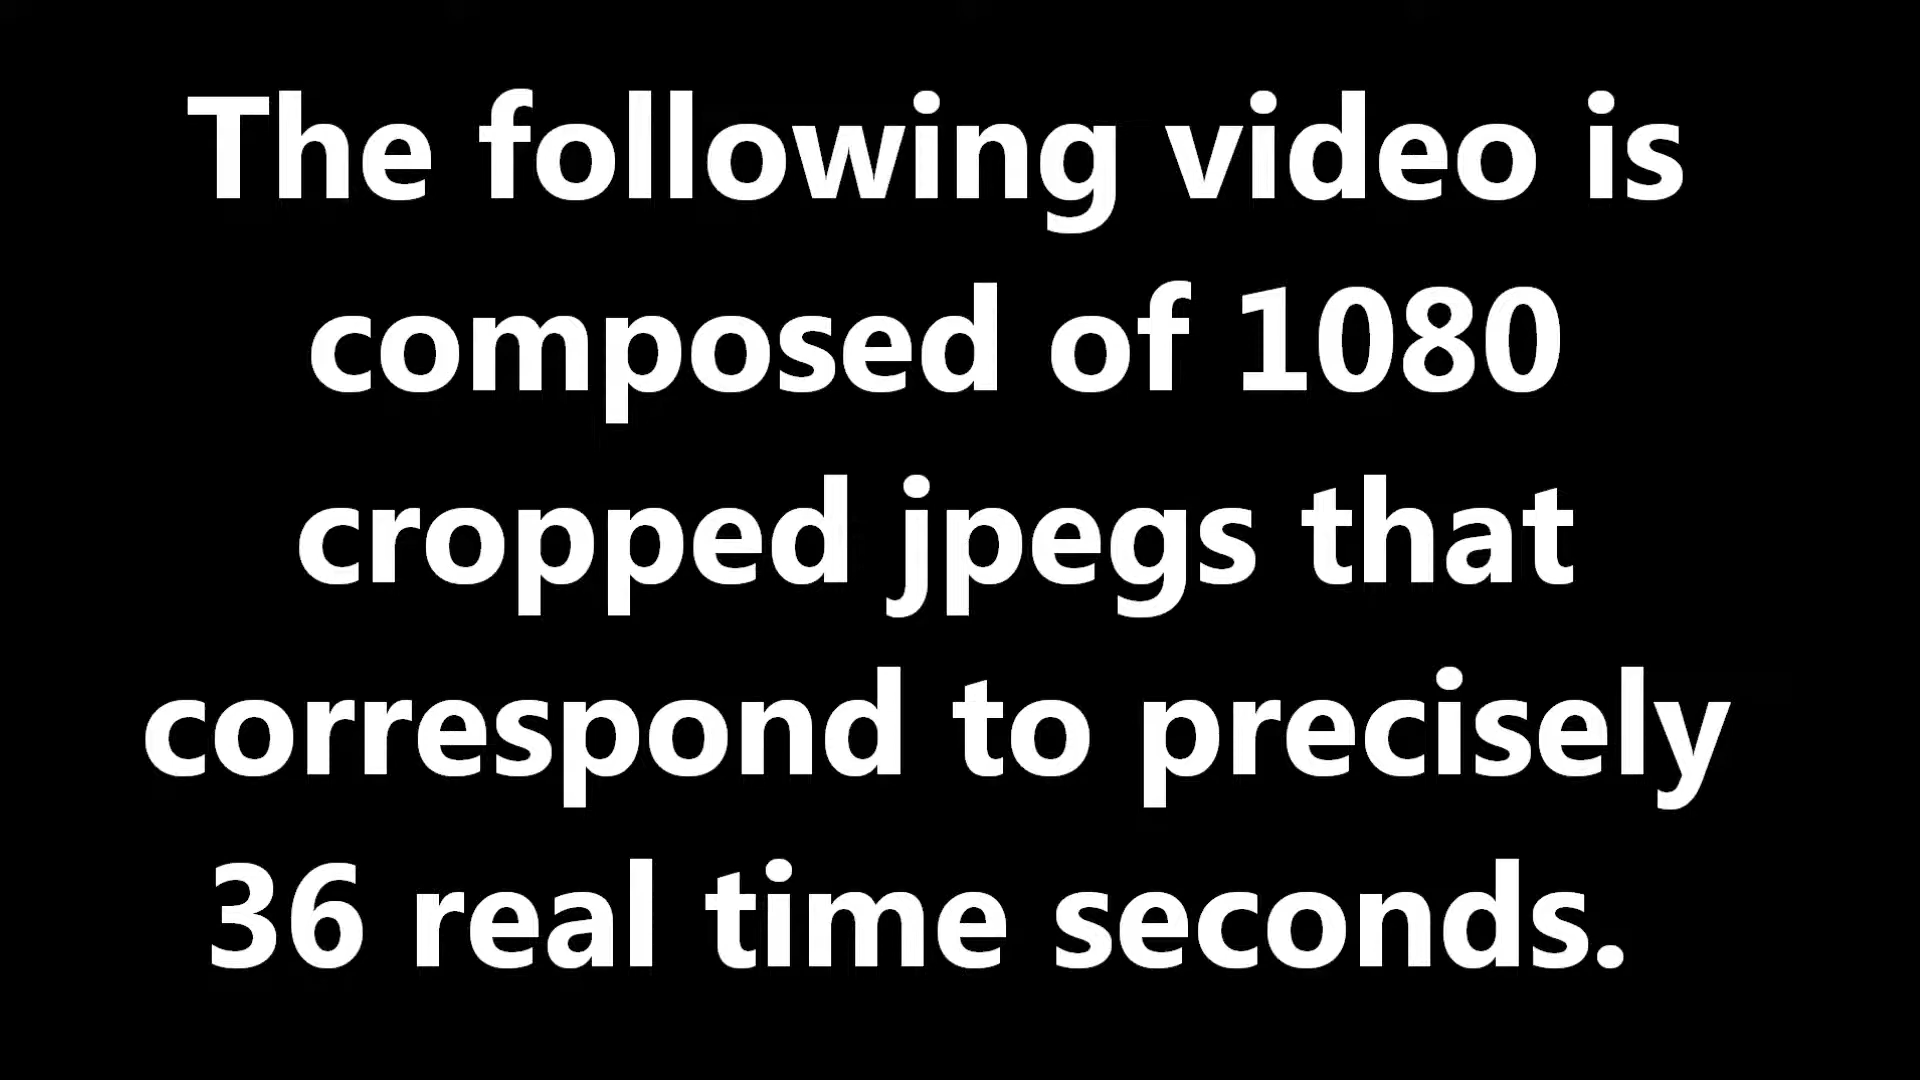 The following video is
composed of 1080
cropped jpegs that
correspond to precisely
36 real time seconds.